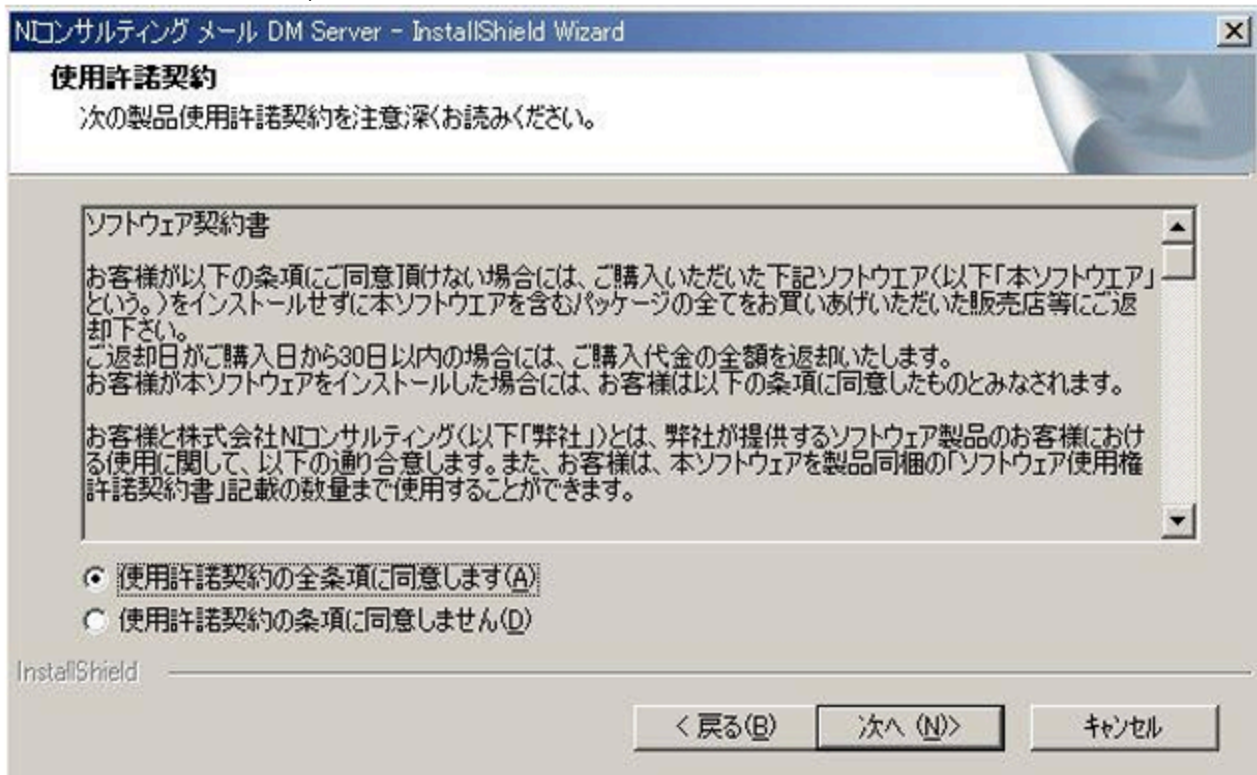 NIコンサルティング メール DM Server - InstallShield Wizard
使用許諾契約
次の製品使用許諾契約を注意深くお読みください。
ソフトウェア契約書
お客様が以下の条項にご同意頂けない場合には、ご購入いただいた下記ソフトウエア(以下「本ソフトウエア」
という。)をインストールせずに本ソフトウエアを含むパッケージの全てをお買いあげいただいた販売店等にご返
却下さい。
ご返却日がご購入日から30日以内の場合には、ご購入代金の全額を返却いたします。
お客様が本ソフトウェアをインストールした場合には、お客様は以下の条項に同意したものとみなされます。
お客様と株式会社NIコンサルティング(以下「弊社」)とは、弊社が提供するソフトウェア製品のお客様におけ
る使用に関して、以下の通り合意します。また、お客様は、本ソフトウェアを製品同梱の「ソフトウェア使用権
許諾契約書」記載の数量まで使用することができます。
使用許諾契約の全条項に同意します(A)
使用許諾契約の条項に同意しません(D)
InstallShield
< 戻る(B) 次へ (N)> キャンセル